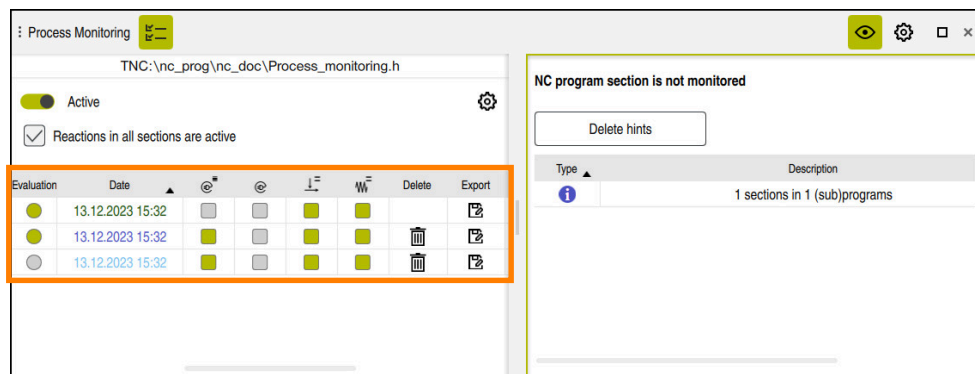 Process Monitoring
TNC:\nc_prog\nc_doc\Process_monitoring.h
Active
Reactions in all sections are active
Evaluation Date Delete Export
13.12.2023 15:32
13.12.2023 15:32
13.12.2023 15:32
NC program section is not monitored
Delete hints
Type Description
1 sections in 1 (sub)programs